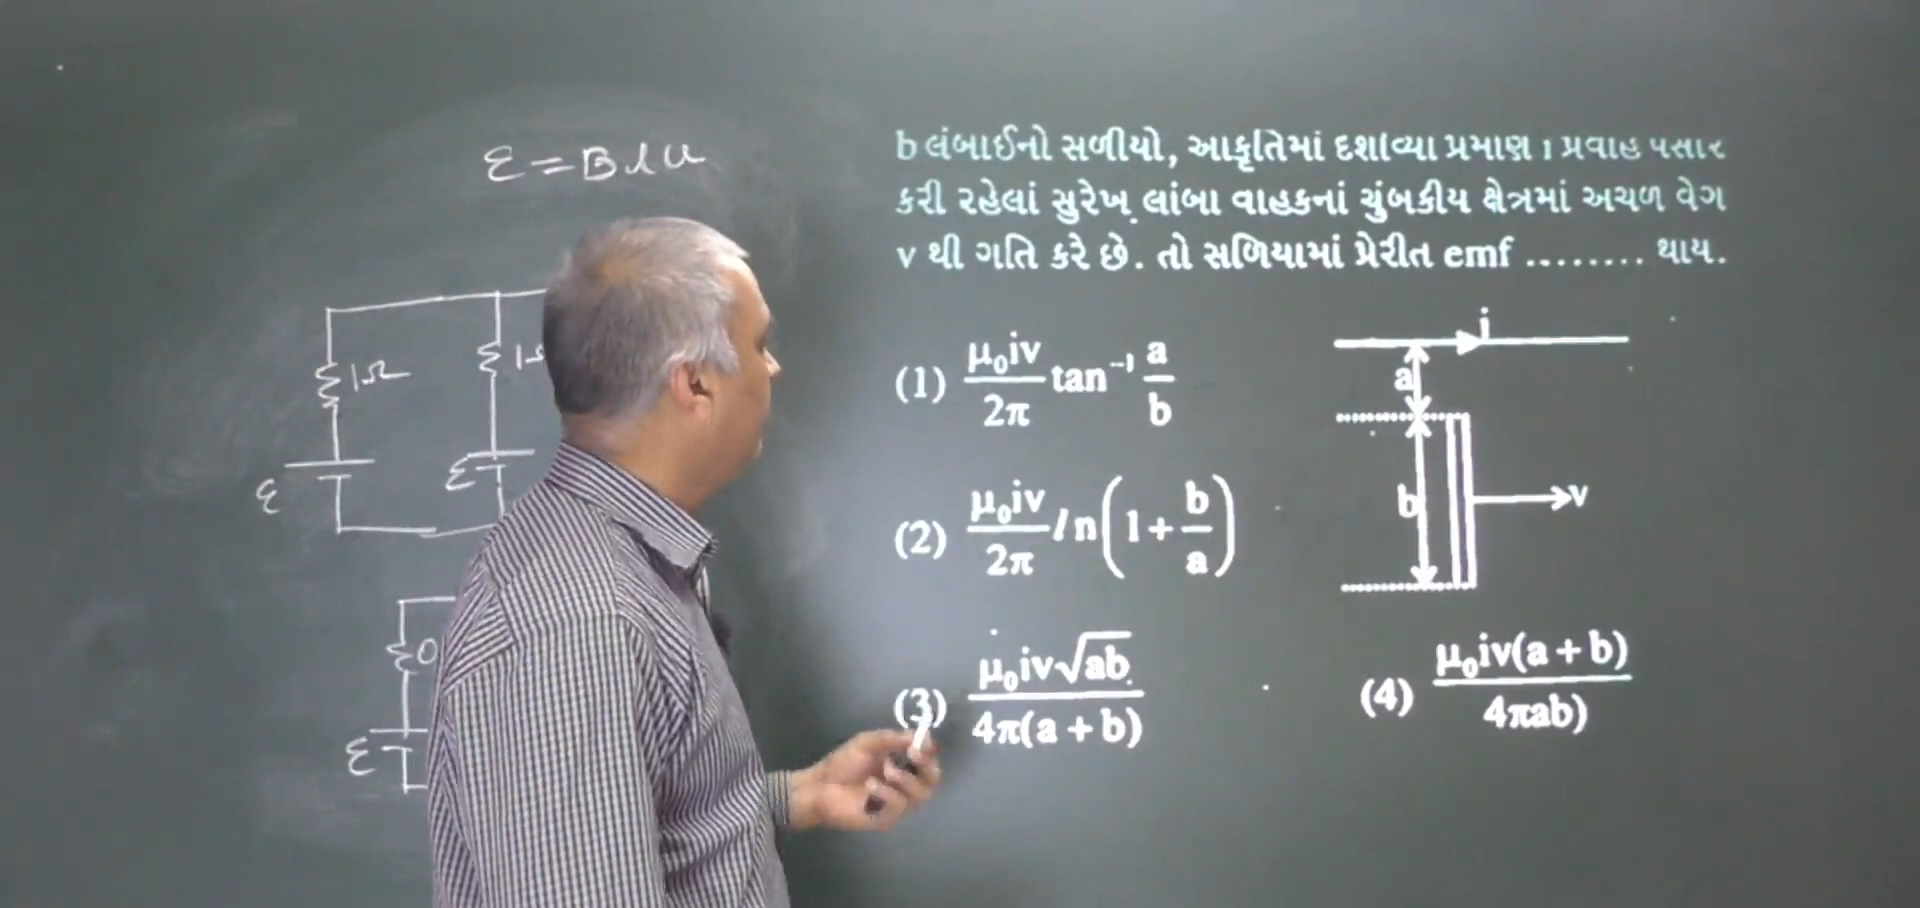 ε = Blv
b લંબાઈનો સળીયો, આકૃતિમાં દર્શાવ્યા પ્રમાણ i પ્રવાહ પસાર
કરી રહેલાં સુરેખ લાંબા વાહકનાં ચુંબકીય ક્ષેત્રમાં અચળ વેગ
v થી ગતિ કરે છે. તો સળિયામાં પ્રેરીત emf ........ થાય.
(1) μ₀iv/2π tan⁻¹ a/b
(2) μ₀iv/2π ln(1+b/a)
(3) μ₀iv√ab/4π(a + b)
(4) μ₀iv(a + b)/4πab)
i
a
b
v
1Ω
ε
ε
ε